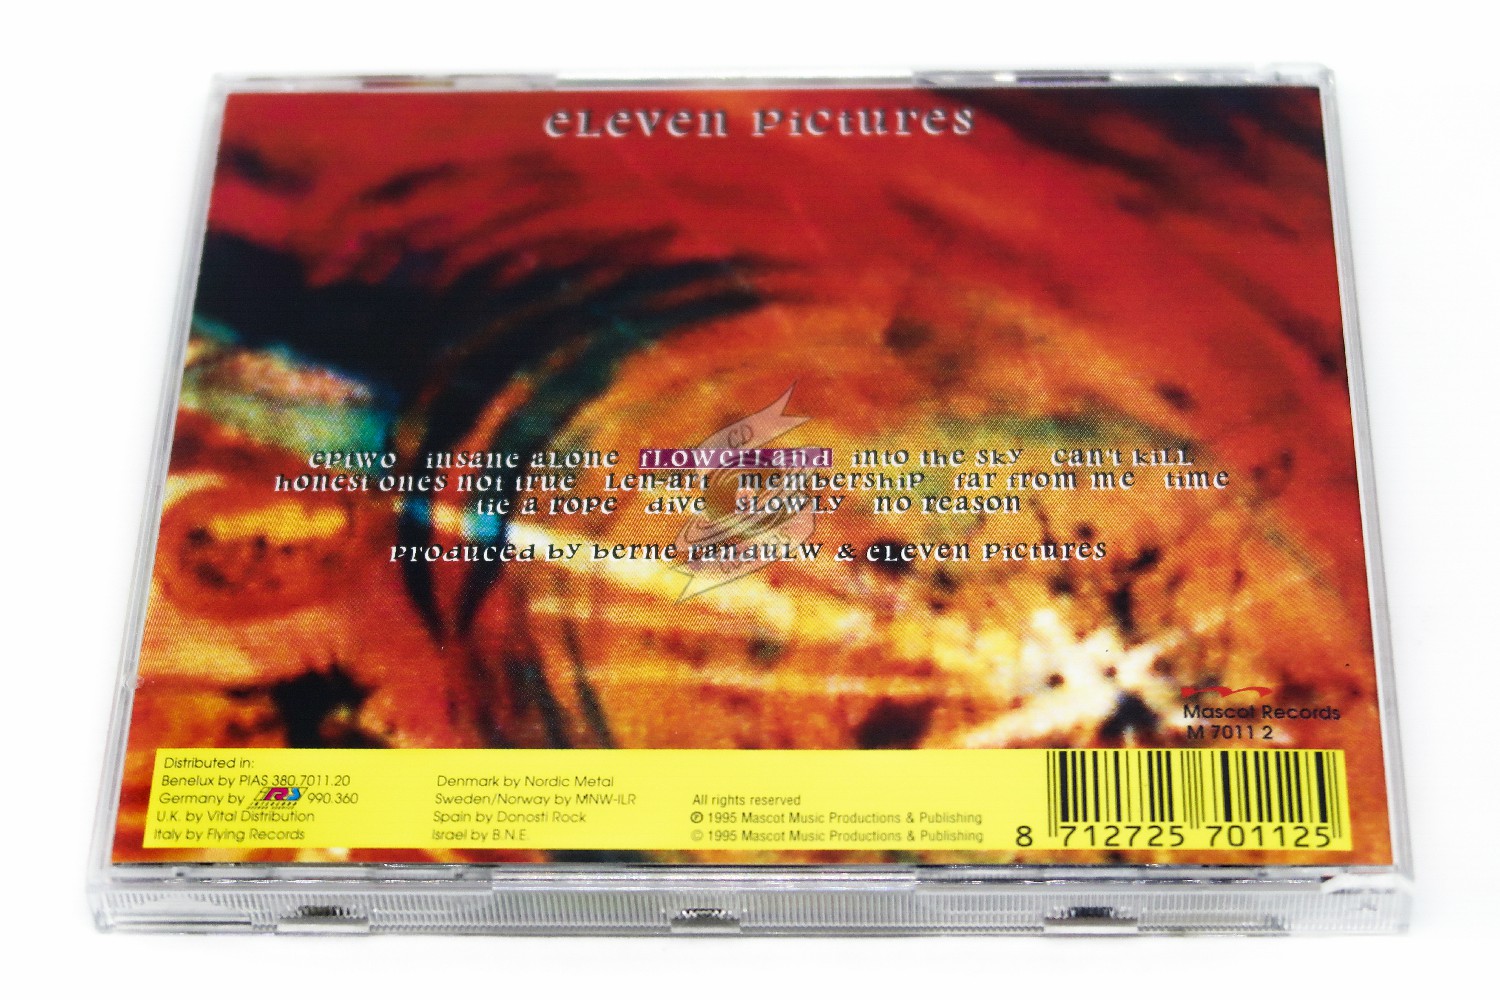 eleven pictures
eptwo insane alone flowerland into the sky can't kill
honest ones not true len-art membership far from me time
tie a rope dive slowly no reason
produced by berne randulw & eleven pictures
Mascot Records
M 7011 2
Distributed in:
Benelux by PIAS 380.7011.20
Germany by IRS 990.360
U.K. by Vital Distribution
Italy by Flying Records
Denmark by Nordic Metal
Sweden/Norway by MNW-ILR
Spain by Donosti Rock
Israel by B.N.E.
All rights reserved
℗ 1995 Mascot Music Productions & Publishing
© 1995 Mascot Music Productions & Publishing
8 712725 701125
CD